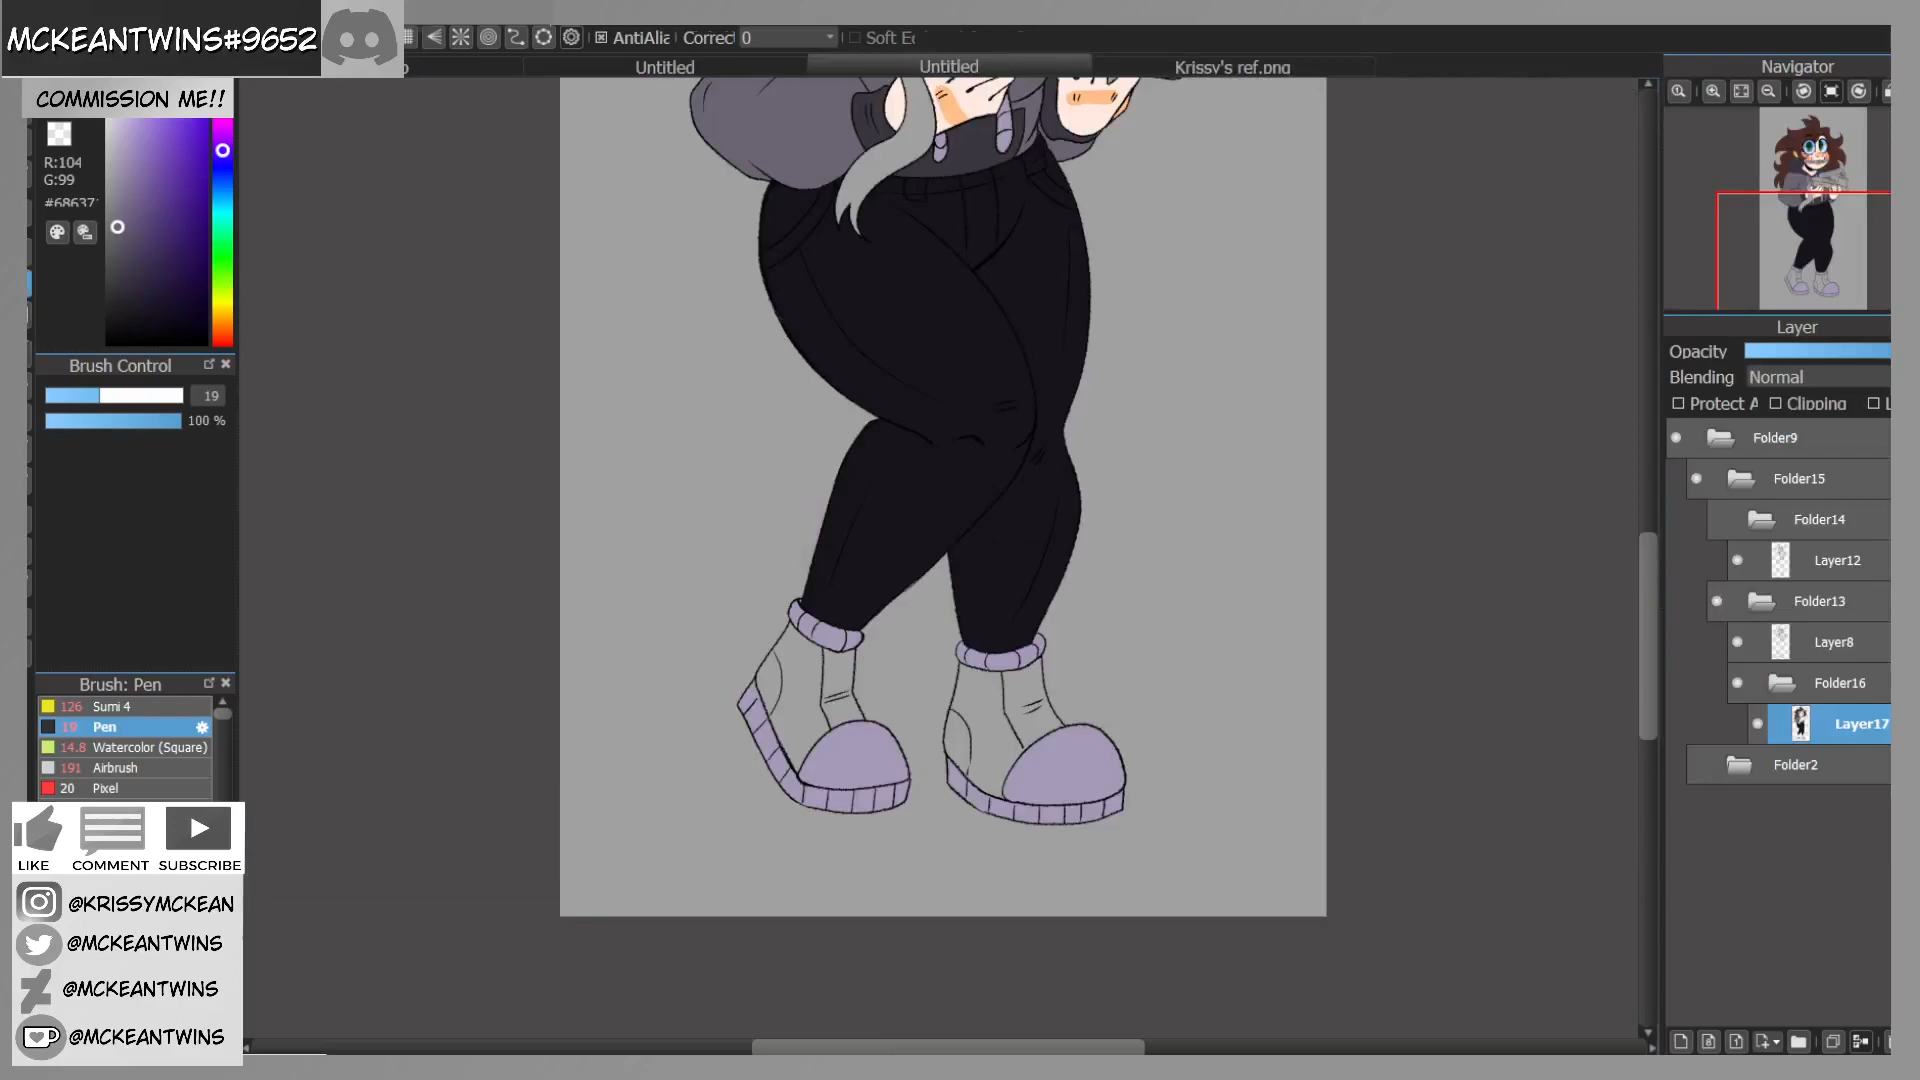 MCKEANTWINS#9652
COMMISSION ME!!
AntiAlia Correct 0 Soft Ec
Untitled Untitled Krissy's ref.png
Navigator
R:104
G:99
#686371
Brush Control
19
100 %
Brush: Pen
126 Sumi 4
19 Pen
14.8 Watercolor (Square)
191 Airbrush
20 Pixel
LIKE COMMENT SUBSCRIBE
@KRISSYMCKEAN
@MCKEANTWINS
@MCKEANTWINS
@MCKEANTWINS
Layer
Opacity
Blending Normal
Protect A Clipping L
Folder9
Folder15
Folder14
Layer12
Folder13
Layer8
Folder16
Layer17
Folder2